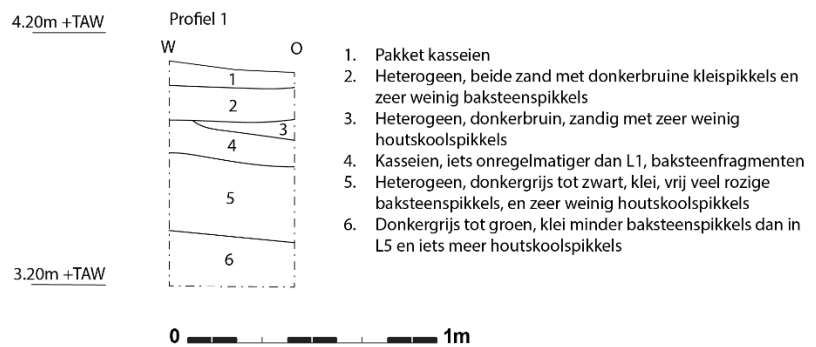 4.20m +TAW
Profiel 1
W
O
1
2
3
4
5
6
3.20m +TAW
1. Pakket kasseien
2. Heterogeen, beide zand met donkerbruine kleispikkels en
zeer weinig baksteenspikkels
3. Heterogeen, donkerbruin, zandig met zeer weinig
houtskoolspikkels
4. Kasseien, iets onregelmatiger dan L1, baksteenfragmenten
5. Heterogeen, donkergrijs tot zwart, klei, vrij veel rozige
baksteenspikkels, en zeer weinig houtskoolspikkels
6. Donkergrijs tot groen, klei minder baksteenspikkels dan in
L5 en iets meer houtskoolspikkels
0 1m